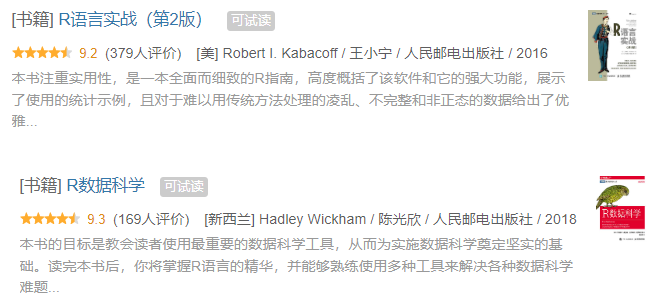 [书籍] R语言实战（第2版） 可试读
9.2 (379人评价) [美] Robert I. Kabacoff / 王小宁 / 人民邮电出版社 / 2016
本书注重实用性，是一本全面而细致的R指南，高度概括了该软件和它的强大功能，展示
了使用的统计示例，且对于难以用传统方法处理的凌乱、不完整和非正态的数据给出了优
雅...
R语言
实战
[书籍] R数据科学 可试读
9.3 (169人评价) [新西兰] Hadley Wickham / 陈光欣 / 人民邮电出版社 / 2018
本书的目标是教会读者使用最重要的数据科学工具，从而为实施数据科学奠定坚实的基
础。读完本书后，你将掌握R语言的精华，并能够熟练使用多种工具来解决各种数据科学
难题...
R数据科学